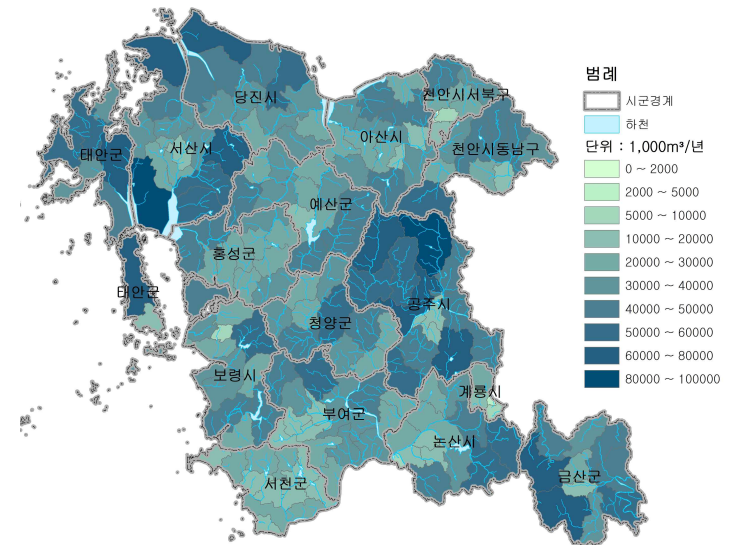 범례
시군경계
하천
단위 : 1,000m³/년
0 ~ 2000
2000 ~ 5000
5000 ~ 10000
10000 ~ 20000
20000 ~ 30000
30000 ~ 40000
40000 ~ 50000
50000 ~ 60000
60000 ~ 80000
80000 ~ 100000
당진시
천안시서북구
아산시
서산시
천안시동남구
태안군
예산군
홍성군
태안군
공주시
청양군
보령시
계룡시
부여군
논산시
서천군
금산군